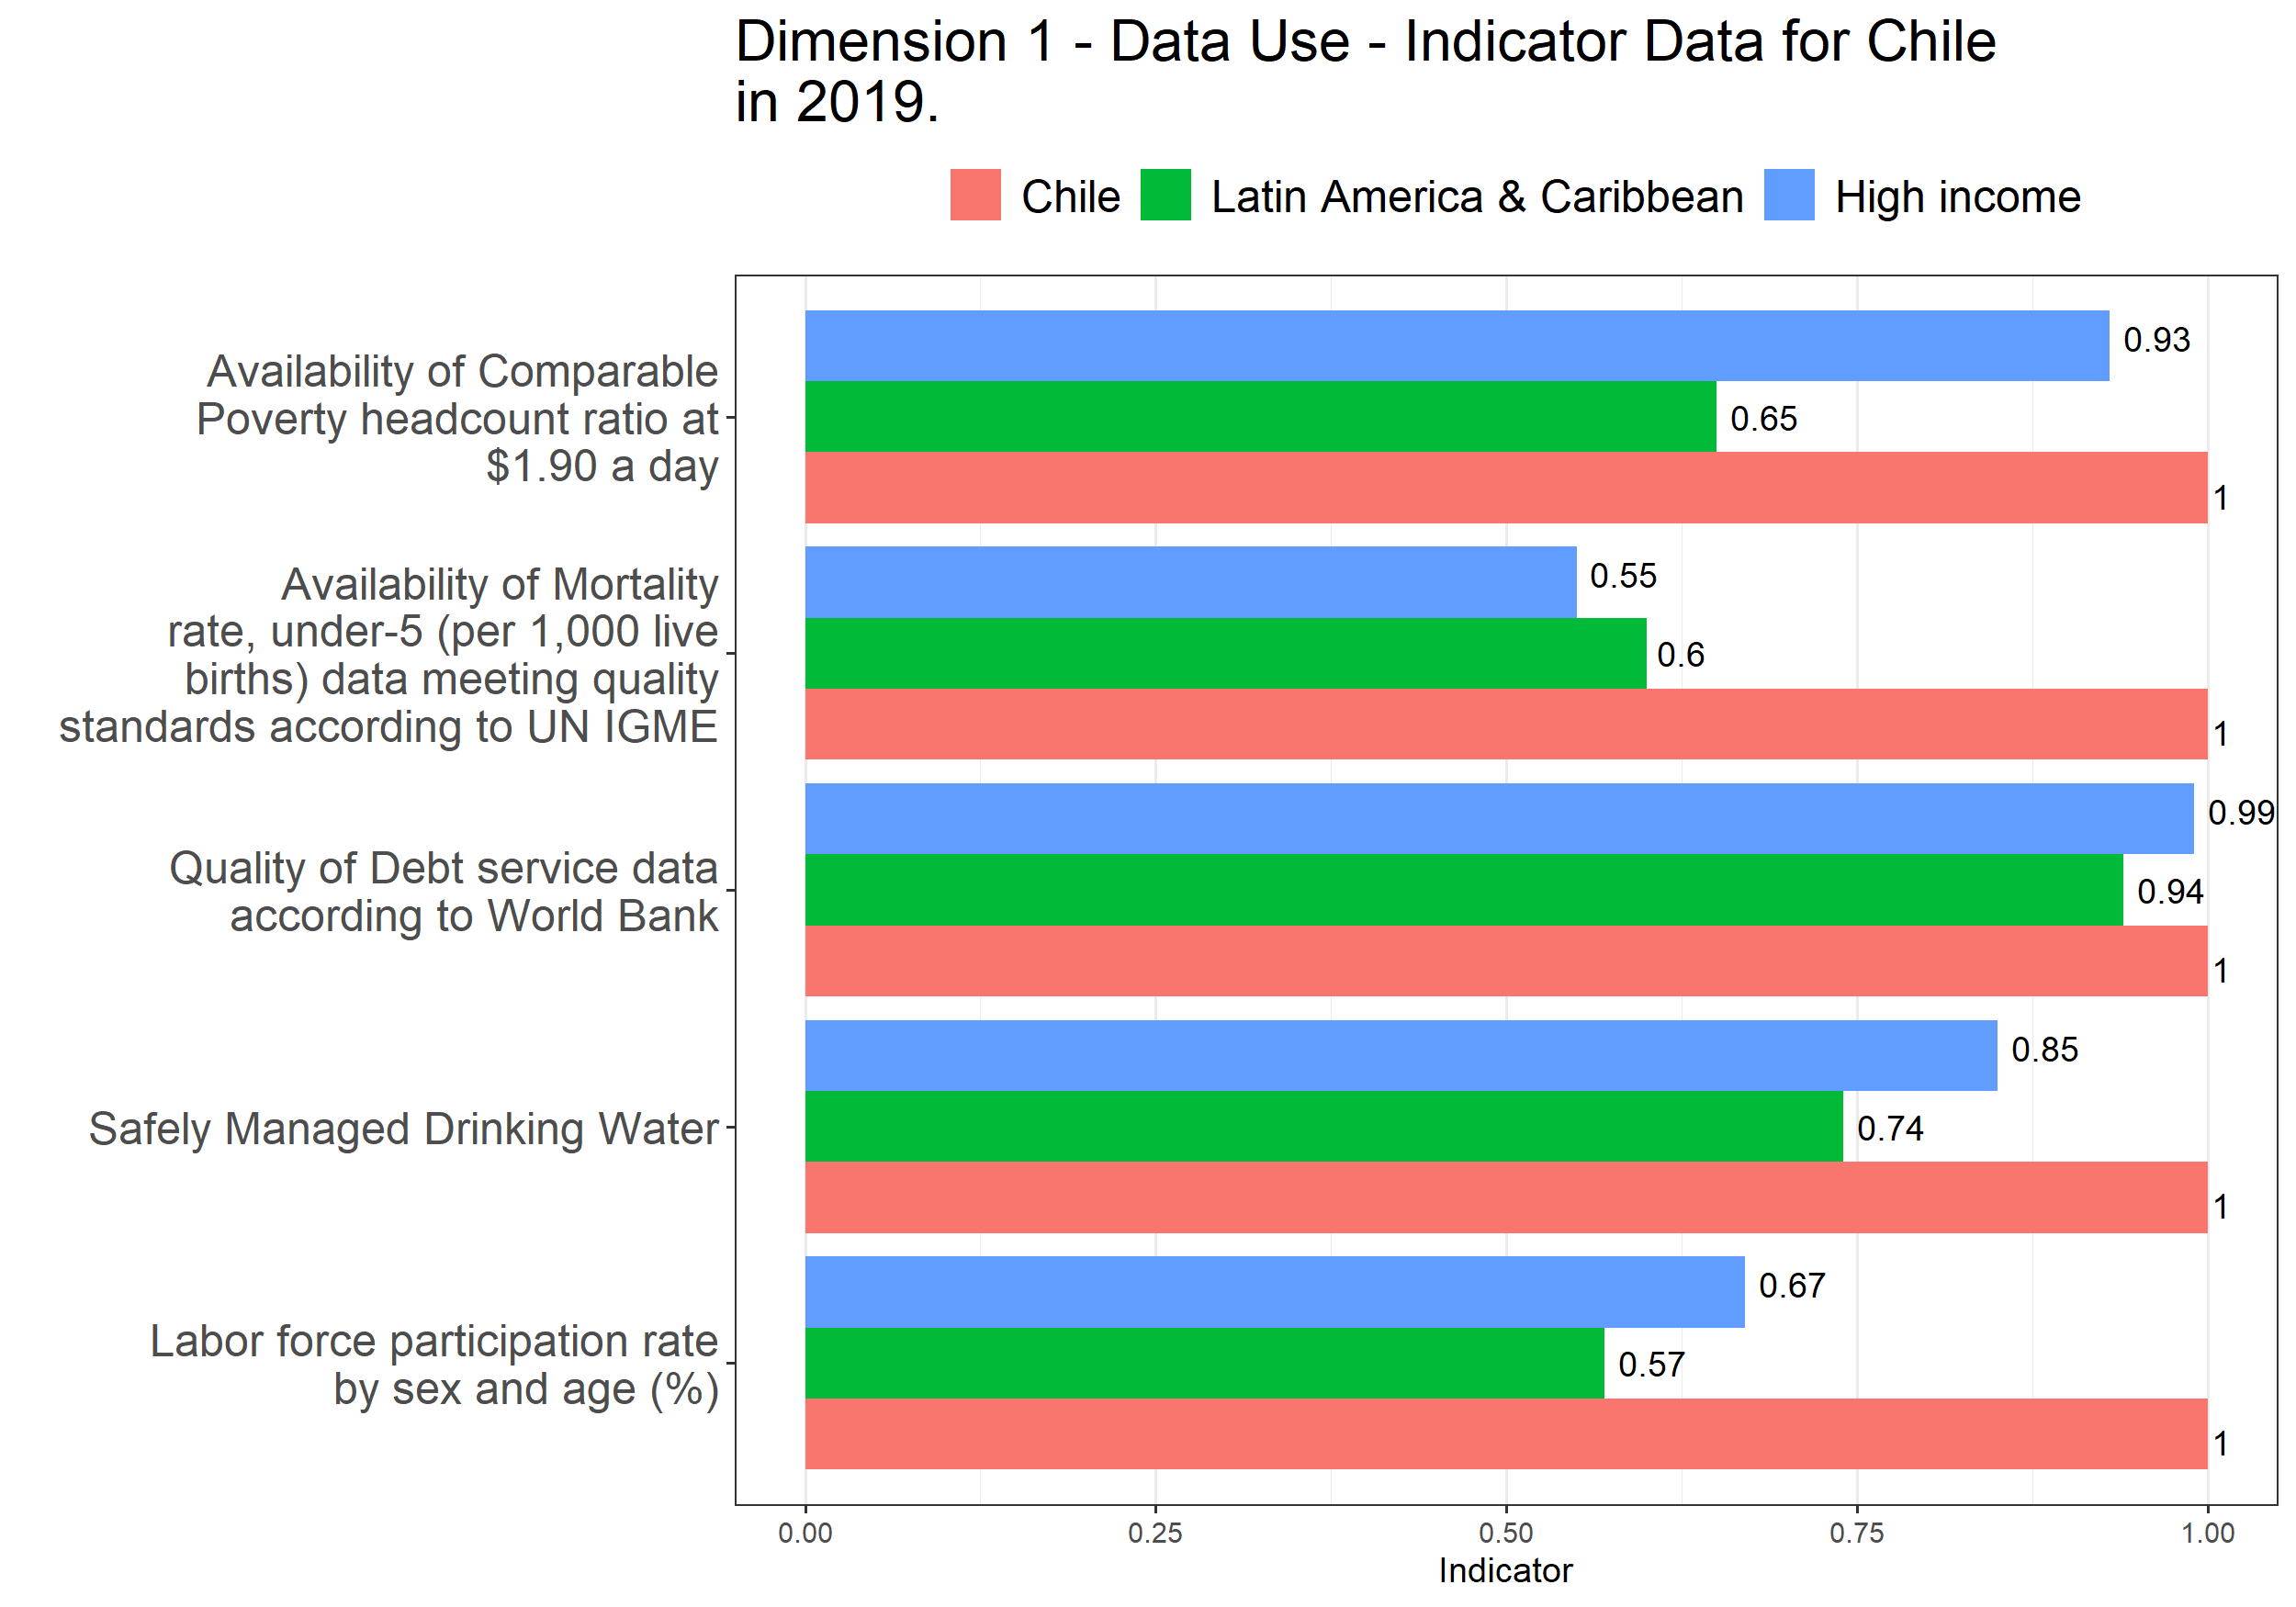 Dimension 1 - Data Use - Indicator Data for Chile
in 2019.
Chile
Latin America & Caribbean
High income
Availability of Comparable
Poverty headcount ratio at
$1.90 a day
0.93
0.65
1
Availability of Mortality
rate, under-5 (per 1,000 live
births) data meeting quality
standards according to UN IGME
0.55
0.6
1
Quality of Debt service data
according to World Bank
0.99
0.94
1
Safely Managed Drinking Water
0.85
0.74
1
Labor force participation rate
by sex and age (%)
0.67
0.57
1
0.00
0.25
0.50
0.75
1.00
Indicator